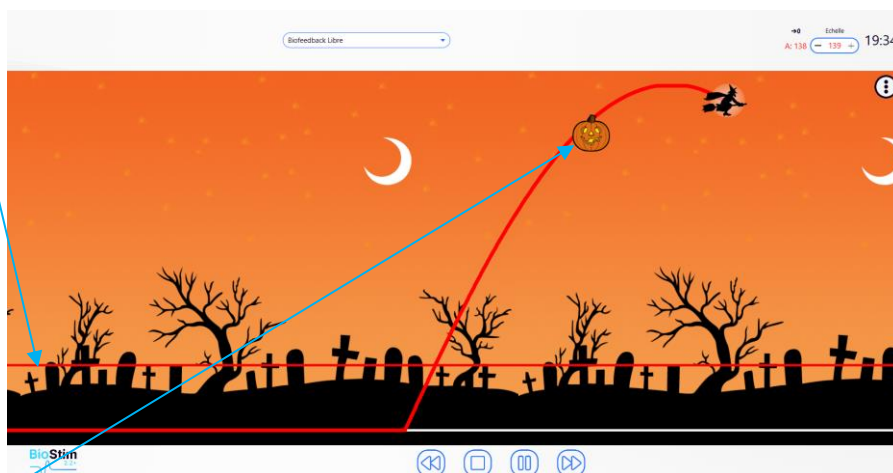 Biofeedback Libre
Echelle
A: 138
− 139 +
19:34
BioStim